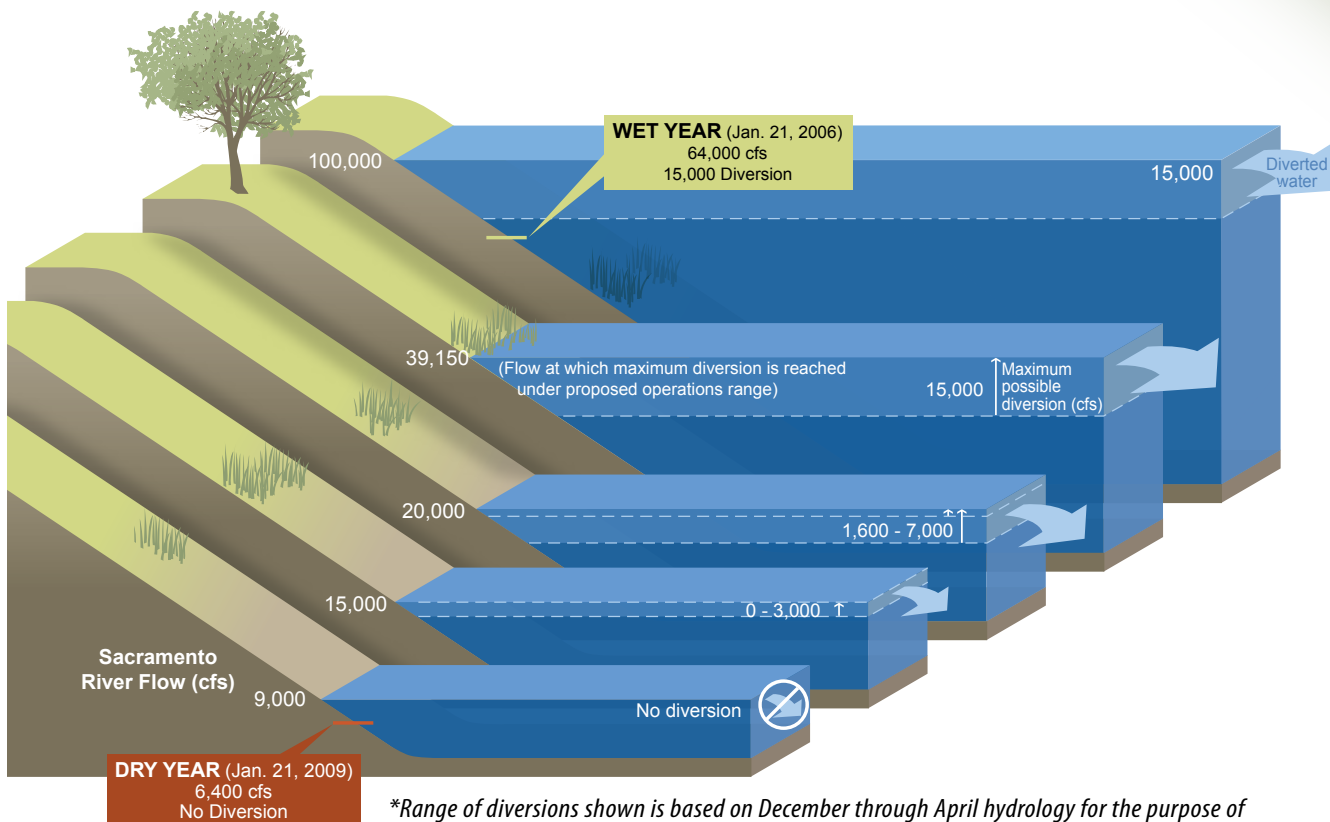 WET YEAR (Jan. 21, 2006)
64,000 cfs
15,000 Diversion
100,000
15,000
Diverted
water
39,150
(Flow at which maximum diversion is reached
under proposed operations range)
15,000
Maximum
possible
diversion (cfs)
20,000
1,600 - 7,000
15,000
0 - 3,000
Sacramento
River Flow (cfs)
9,000
No diversion
DRY YEAR (Jan. 21, 2009)
6,400 cfs
No Diversion
*Range of diversions shown is based on December through April hydrology for the purpose of